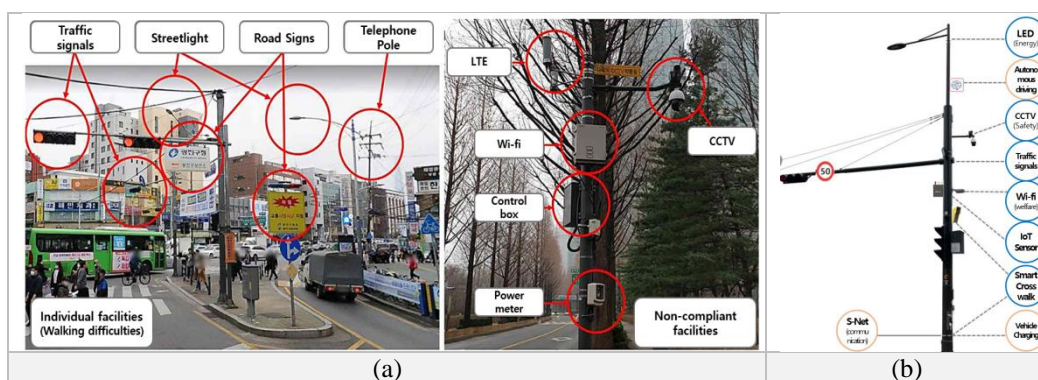 Traffic
signals
Streetlight
Road Signs
Telephone
Pole
Individual facilities
(Walking difficulties)
LTE
Wi-fi
CCTV
Control
box
Power
meter
Non-compliant
facilities
(a)
LED
(Energy)
Autono
mous
driving
CCTV
(Safety)
Traffic
signals
50
Wi-fi
(welfare)
IoT
Sensor
Smart
Cross
walk
S-Net
(commu
nication)
Vehicle
Charging
(b)